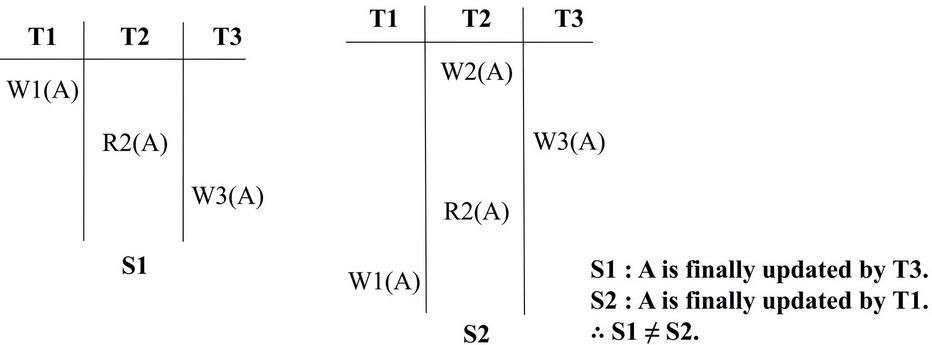 T1 T2 T3
W1(A)
R2(A)
W3(A)
S1
T1 T2 T3
W2(A)
W3(A)
R2(A)
W1(A)
S2
S1 : A is finally updated by T3.
S2 : A is finally updated by T1.
∴ S1 ≠ S2.